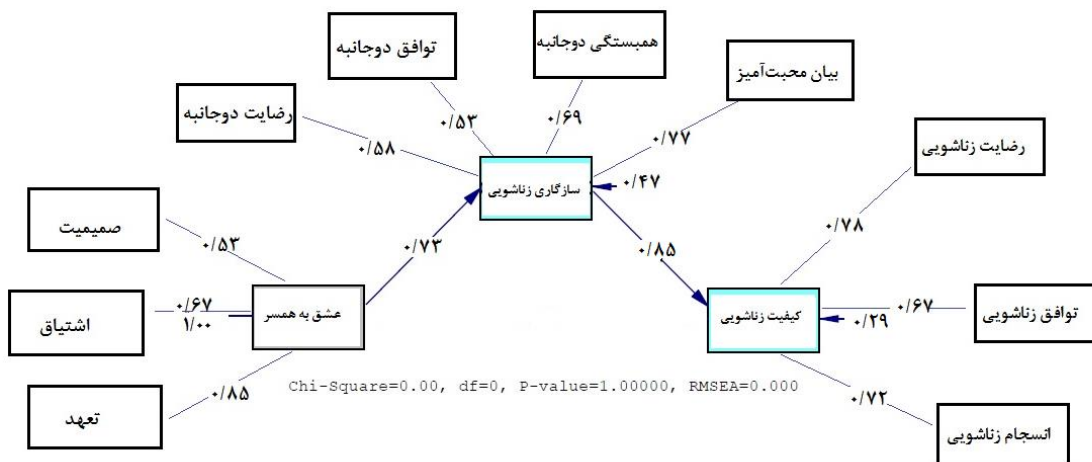 همبستگی دوجانبه
توافق دوجانبه
بیان محبت‌آمیز
رضایت دوجانبه
۰/۵۳
۰/۶۹
۰/۷۷
۰/۵۸
رضایت زناشویی
سازگاری زناشویی
۰/۴۷
صمیمیت
۰/۵۳
۰/۷۳
۰/۸۵
۰/۷۸
اشتیاق
۰/۶۷
۱/۰۰
عشق به همسر
کیفیت زناشویی
۰/۲۹
۰/۶۷
توافق زناشویی
Chi-Square=0.00, df=0, P-value=1.00000, RMSEA=0.000
۰/۸۵
تعهد
۰/۷۲
انسجام زناشویی